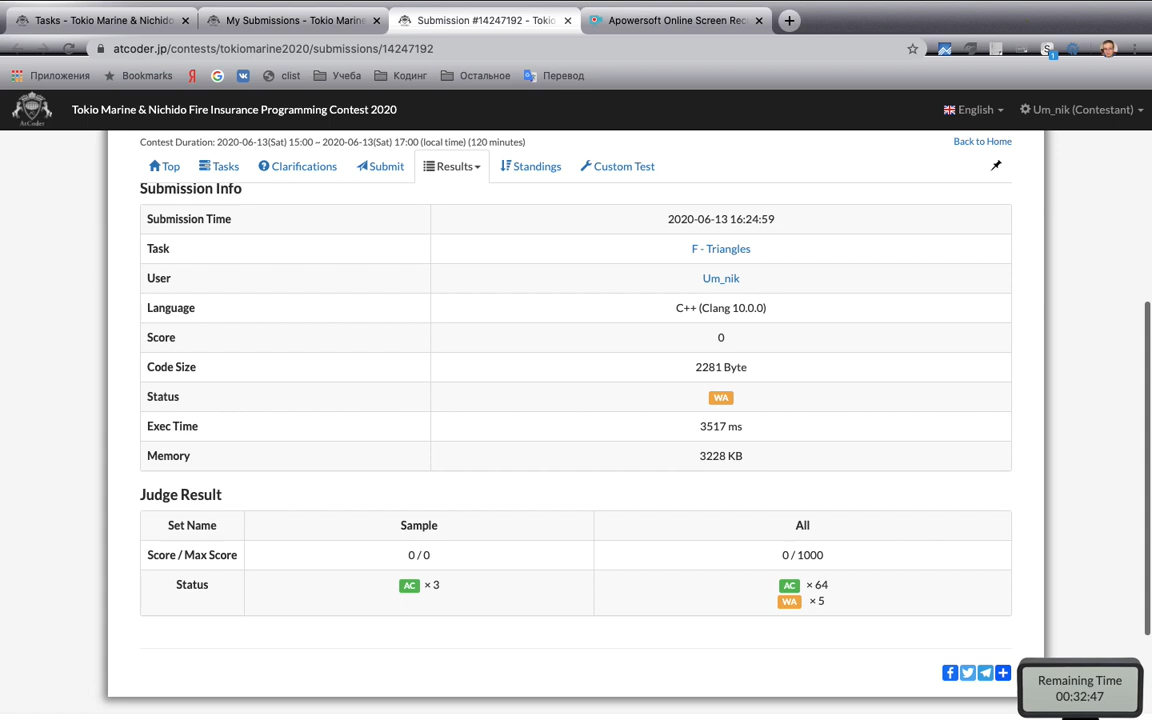 Tasks - Tokio Marine & Nichido
My Submissions - Tokio Marine
Submission #14247192 - Tokio
Apowersoft Online Screen Rec
atcoder.jp/contests/tokiomarine2020/submissions/14247192
Приложения
Bookmarks
clist
Учеба
Кодинг
Остальное
Перевод
Tokio Marine & Nichido Fire Insurance Programming Contest 2020
English
Um_nik (Contestant)
Contest Duration: 2020-06-13(Sat) 15:00 ~ 2020-06-13(Sat) 17:00 (local time) (120 minutes)
Back to Home
Top
Tasks
Clarifications
Submit
Results
Standings
Custom Test
Submission Info
Submission Time 2020-06-13 16:24:59
Task F - Triangles
User Um_nik
Language C++ (Clang 10.0.0)
Score 0
Code Size 2281 Byte
Status WA
Exec Time 3517 ms
Memory 3228 KB
Judge Result
Set Name Sample All
Score / Max Score 0 / 0 0 / 1000
Status AC × 3 AC × 64
WA × 5
Remaining Time
00:32:47